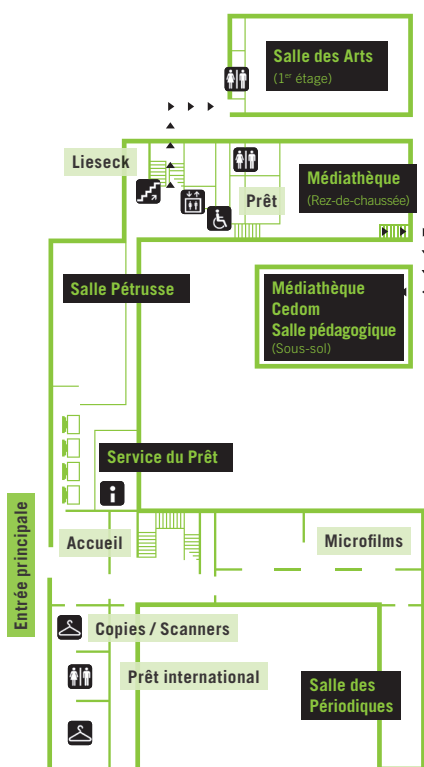 Salle des Arts
(1er étage)
Lieseck
Prêt
Médiathèque
(Rez-de-chaussée)
Salle Pétrusse
Médiathèque
Cedom
Salle pédagogique
(Sous-sol)
Service du Prêt
Entrée principale
Accueil
Microfilms
Copies / Scanners
Prêt international
Salle des
Périodiques